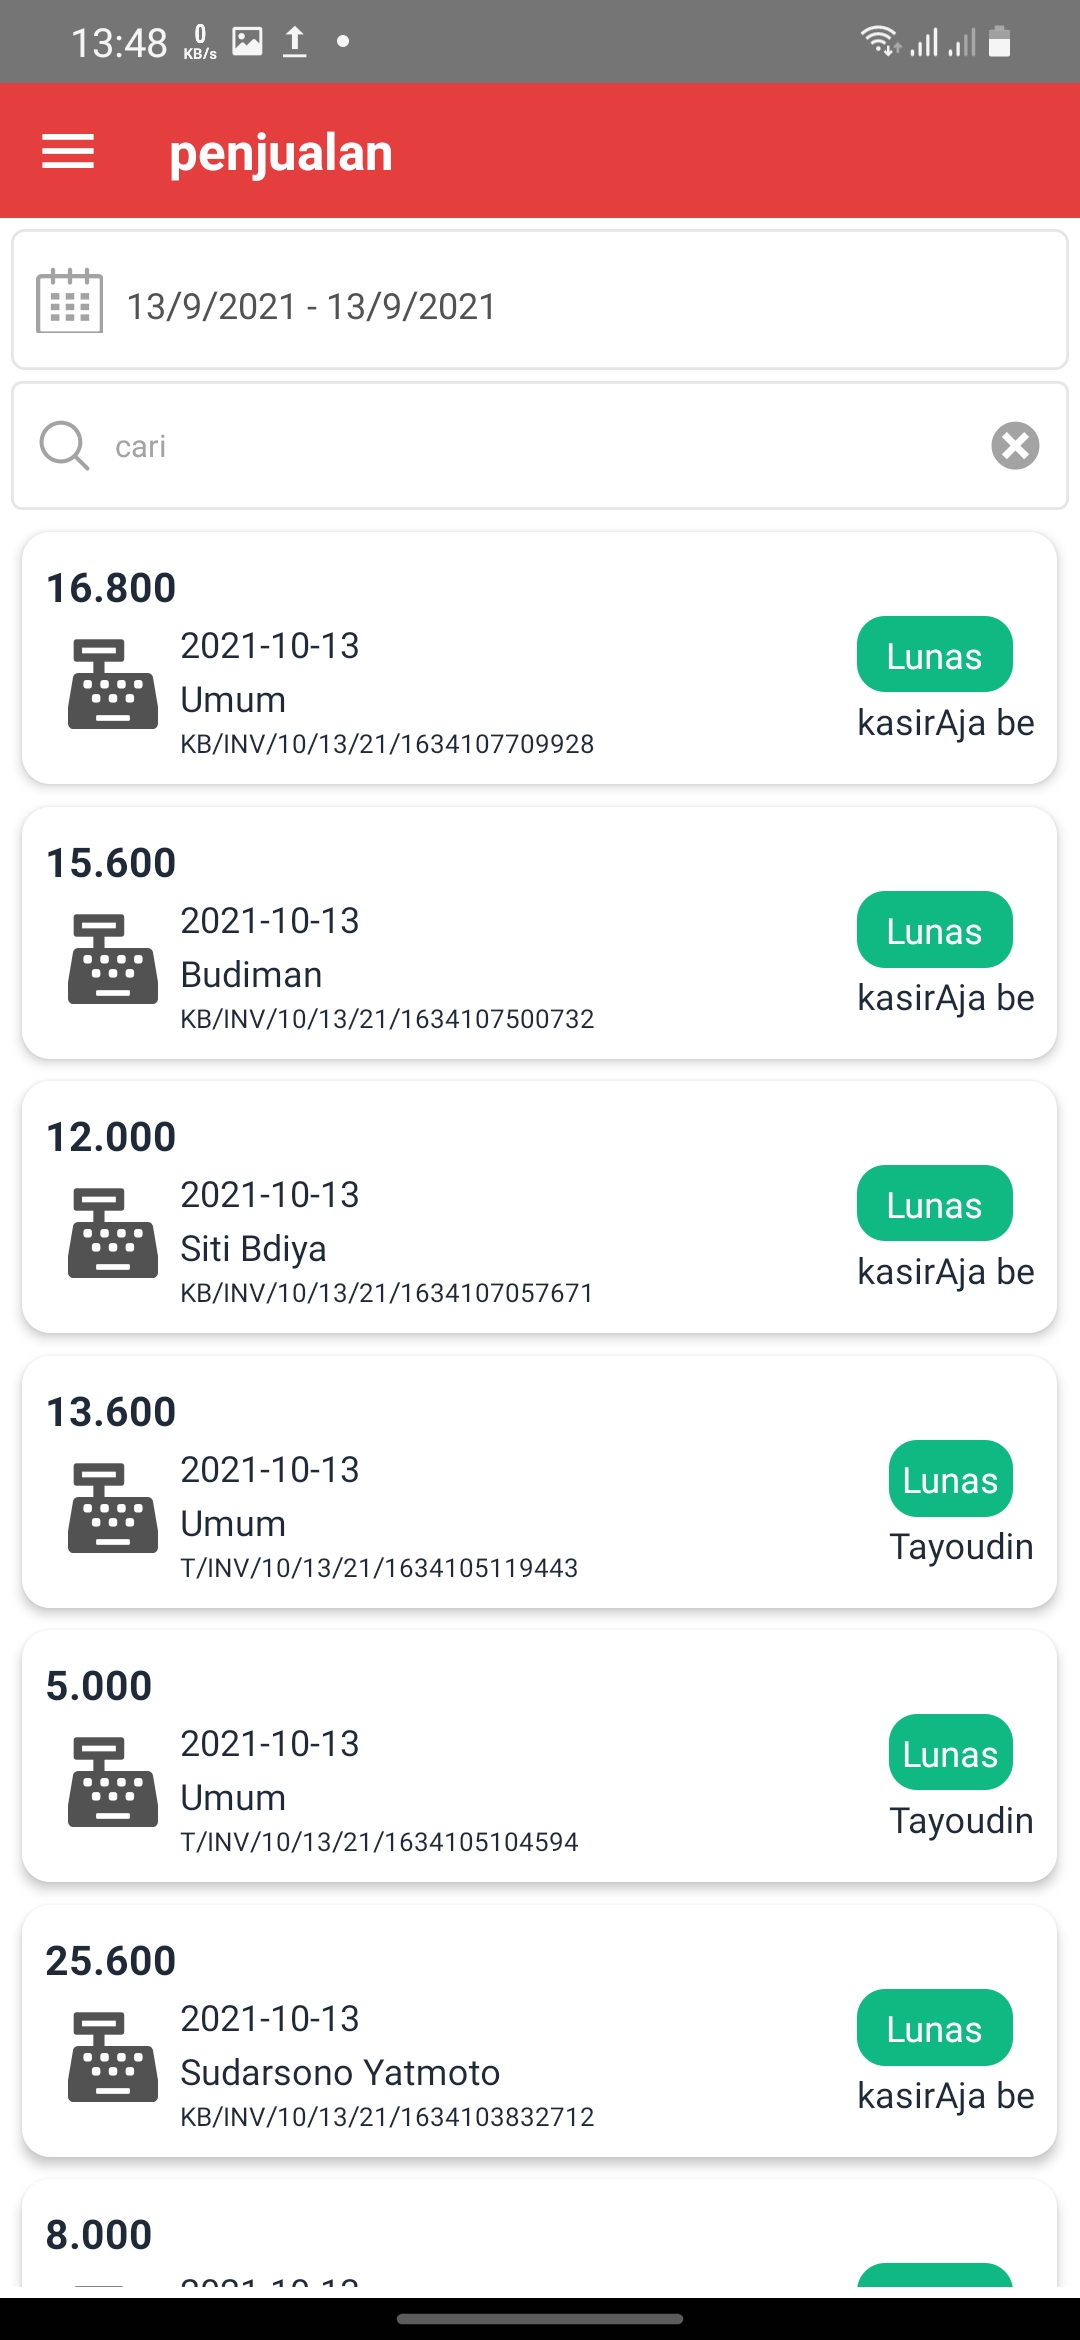 13:48 0 KB/s
penjualan
13/9/2021 - 13/9/2021
cari
16.800
2021-10-13
Lunas
Umum
kasirAja be
KB/INV/10/13/21/1634107709928
15.600
2021-10-13
Lunas
Budiman
kasirAja be
KB/INV/10/13/21/1634107500732
12.000
2021-10-13
Lunas
Siti Bdiya
kasirAja be
KB/INV/10/13/21/1634107057671
13.600
2021-10-13
Lunas
Umum
Tayoudin
T/INV/10/13/21/1634105119443
5.000
2021-10-13
Lunas
Umum
Tayoudin
T/INV/10/13/21/1634105104594
25.600
2021-10-13
Lunas
Sudarsono Yatmoto
kasirAja be
KB/INV/10/13/21/1634103832712
8.000